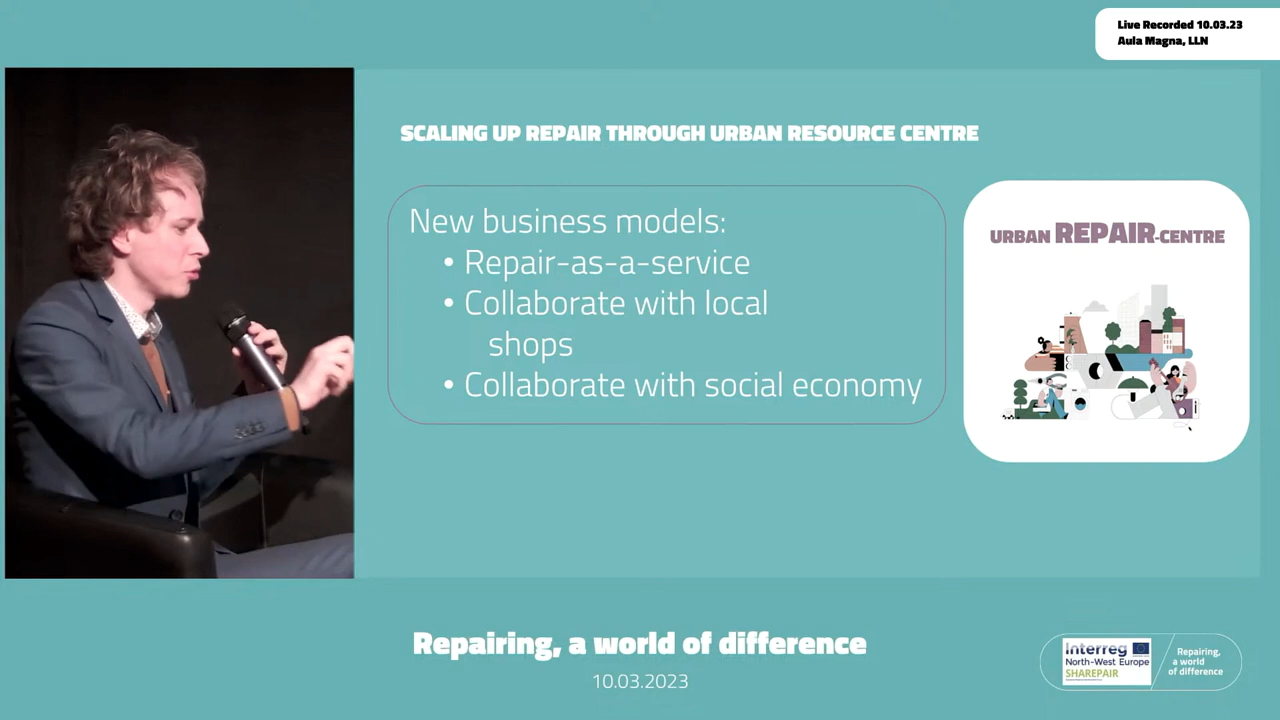 Live Recorded 10.03.23
Aula Magna, LLN
SCALING UP REPAIR THROUGH URBAN RESOURCE CENTRE
New business models:
• Repair-as-a-service
• Collaborate with local
shops
• Collaborate with social economy
URBAN REPAIR-CENTRE
Repairing, a world of difference
10.03.2023
Interreg
North-West Europe
SHAREPAIR
Repairing,
a world
of difference